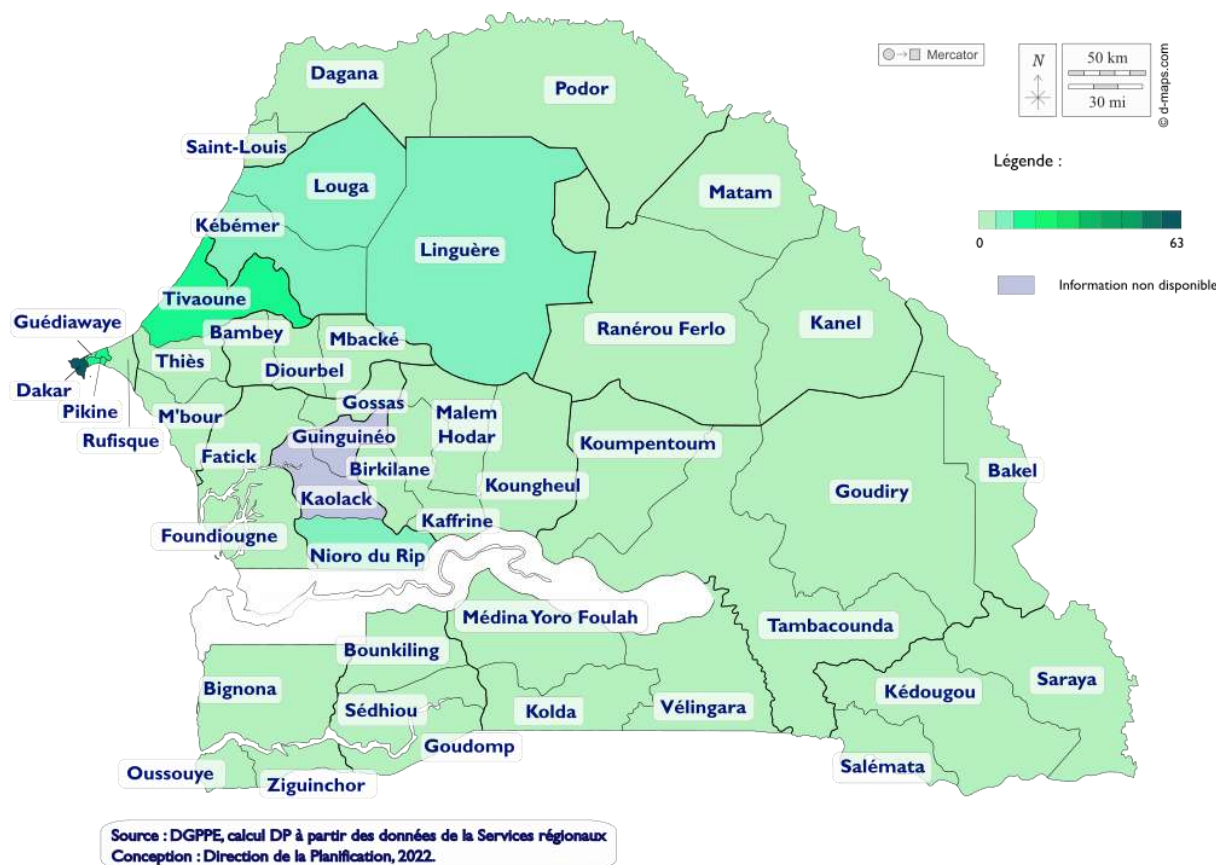 Mercator
N
50 km
30 mi
© d-maps.com
Légende :
0
63
Information non disponible
Dagana
Podor
Saint-Louis
Louga
Matam
Kébémer
Linguère
Tivaoune
Guédiawaye
Bambey
Mbacké
Ranérou Ferlo
Kanel
Thiès
Diourbel
Dakar
Pikine
M'bour
Gossas
Malem
Hodar
Rufisque
Guinguinéo
Koumpentoum
Fatick
Birkilane
Koungheul
Goudiry
Bakel
Kaolack
Kaffrine
Foundiougne
Nioro du Rip
Médina Yoro Foulah
Tambacounda
Bounkiling
Bignona
Kédougou
Saraya
Sédhiou
Kolda
Vélingara
Goudomp
Salémata
Oussouye
Ziguinchor
Source : DGPPE, calcul DP à partir des données de la Services régionaux
Conception : Direction de la Planification, 2022.